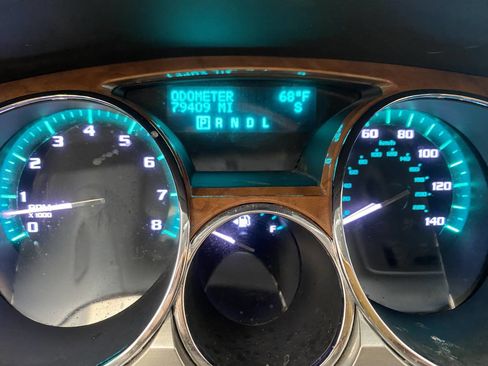 ODOMETER 68°F
79409 MI S
P R N D L
0 1 2 3 4 5 6 7 8
RPM
X 1000
F
60 80 100 120 140
km/h